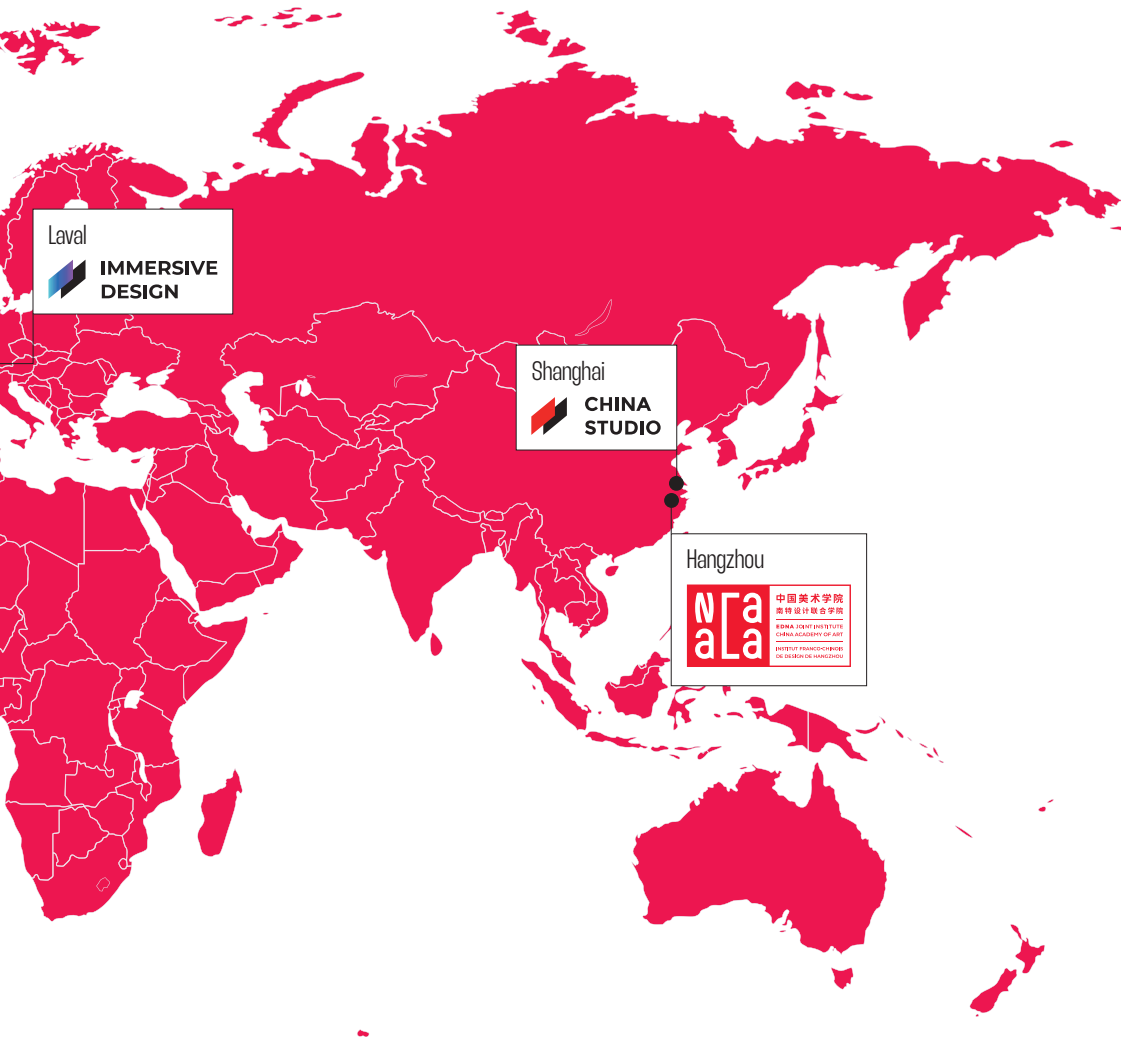 Laval
IMMERSIVE
DESIGN
Shanghai
CHINA
STUDIO
Hangzhou
中国美术学院
南特设计联合学院
EDNA JOINT INSTITUTE
CHINA ACADEMY OF ART
INSTITUT FRANCO-CHINOIS
DE DESIGN DE HANGZHOU